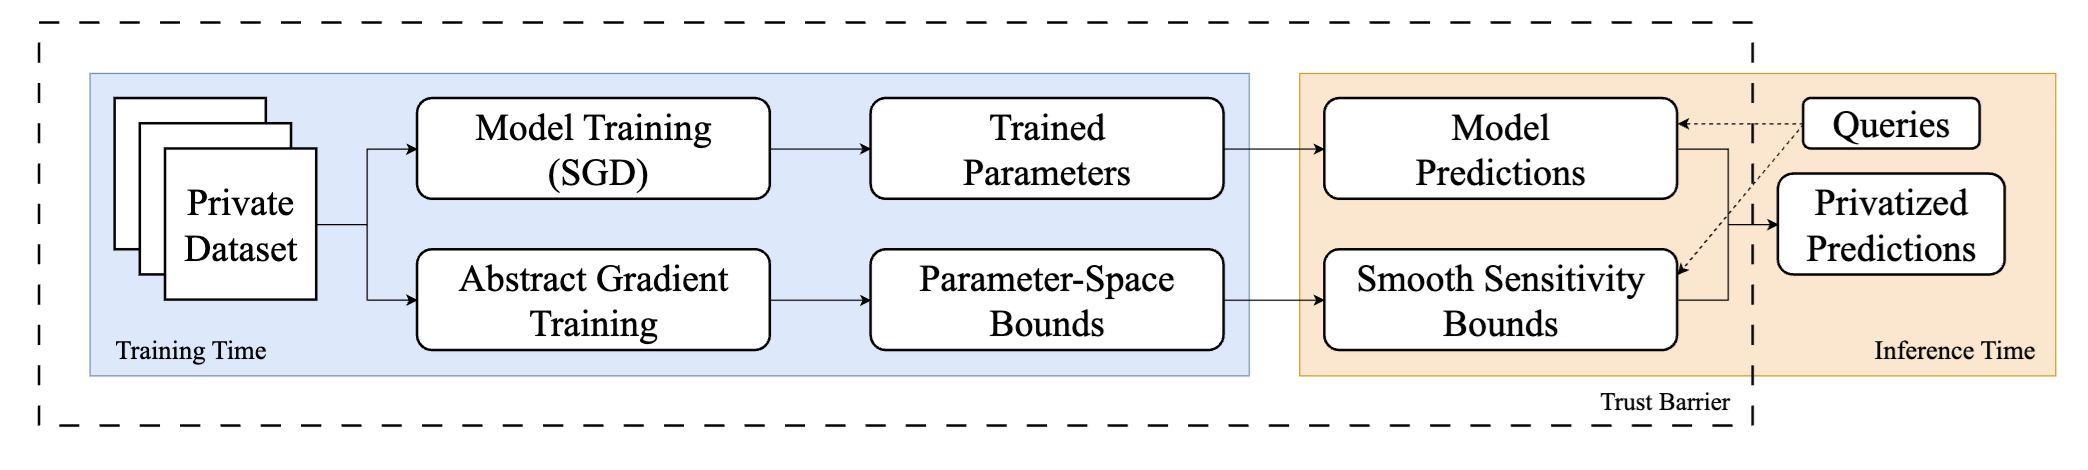 Private
Dataset
Training Time
Model Training
(SGD)
Abstract Gradient
Training
Trained
Parameters
Parameter-Space
Bounds
Model
Predictions
Smooth Sensitivity
Bounds
Queries
Privatized
Predictions
Inference Time
Trust Barrier